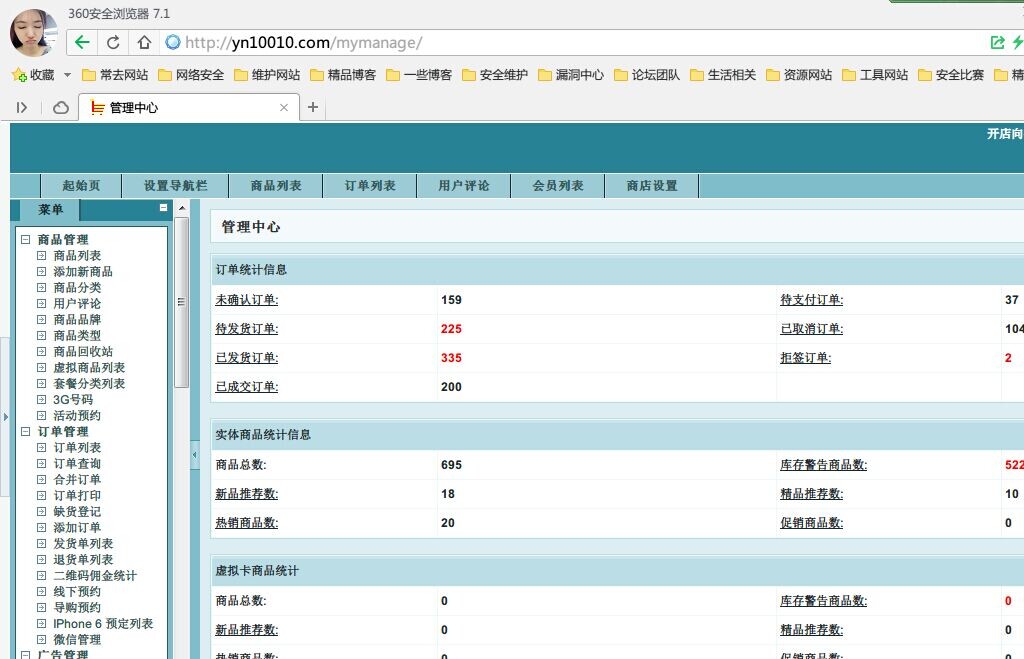 360安全浏览器 7.1
http://yn10010.com/mymanage/
收藏 常去网站 网络安全 维护网站 精品博客 一些博客 安全维护 漏洞中心 论坛团队 生活相关 资源网站 工具网站 安全比赛 精
管理中心
开店向
起始页 设置导航栏 商品列表 订单列表 用户评论 会员列表 商店设置
菜单
商品管理
商品列表
添加新商品
商品分类
用户评论
商品品牌
商品类型
商品回收站
虚拟商品列表
套餐分类列表
3G号码
活动预约
订单管理
订单列表
订单查询
合并订单
订单打印
缺货登记
添加订单
发货单列表
退货单列表
二维码佣金统计
线下预约
导购预约
IPhone 6 预定列表
微信管理
广告管理
管理中心
订单统计信息
未确认订单: 159 待支付订单: 37
待发货订单: 225 已取消订单: 104
已发货订单: 335 拒签订单: 2
已成交订单: 200
实体商品统计信息
商品总数: 695 库存警告商品数: 522
新品推荐数: 18 精品推荐数: 10
热销商品数: 20 促销商品数: 0
虚拟卡商品统计
商品总数: 0 库存警告商品数: 0
新品推荐数: 0 精品推荐数: 0
热销商品数: 0 促销商品数: 0